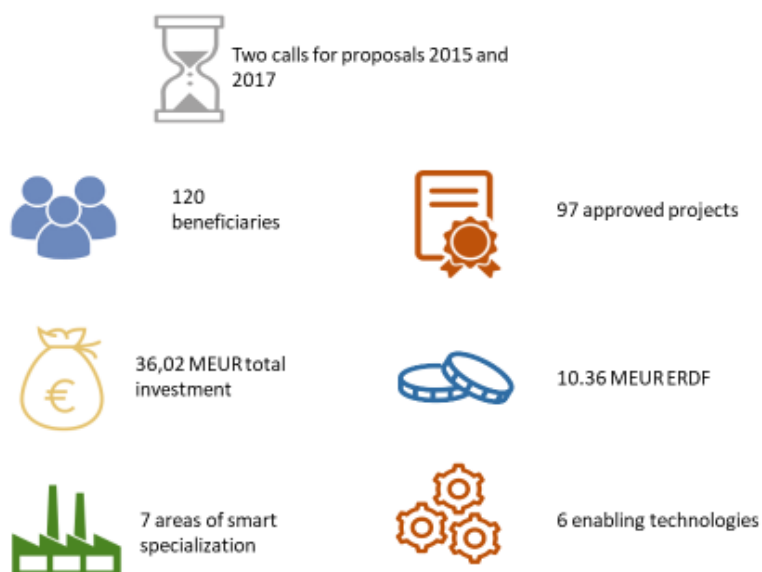 Two calls for proposals 2015 and
2017
120
beneficiaries
97 approved projects
36,02 MEUR total
investment
10.36 MEUR ERDF
7 areas of smart
specialization
6 enabling technologies